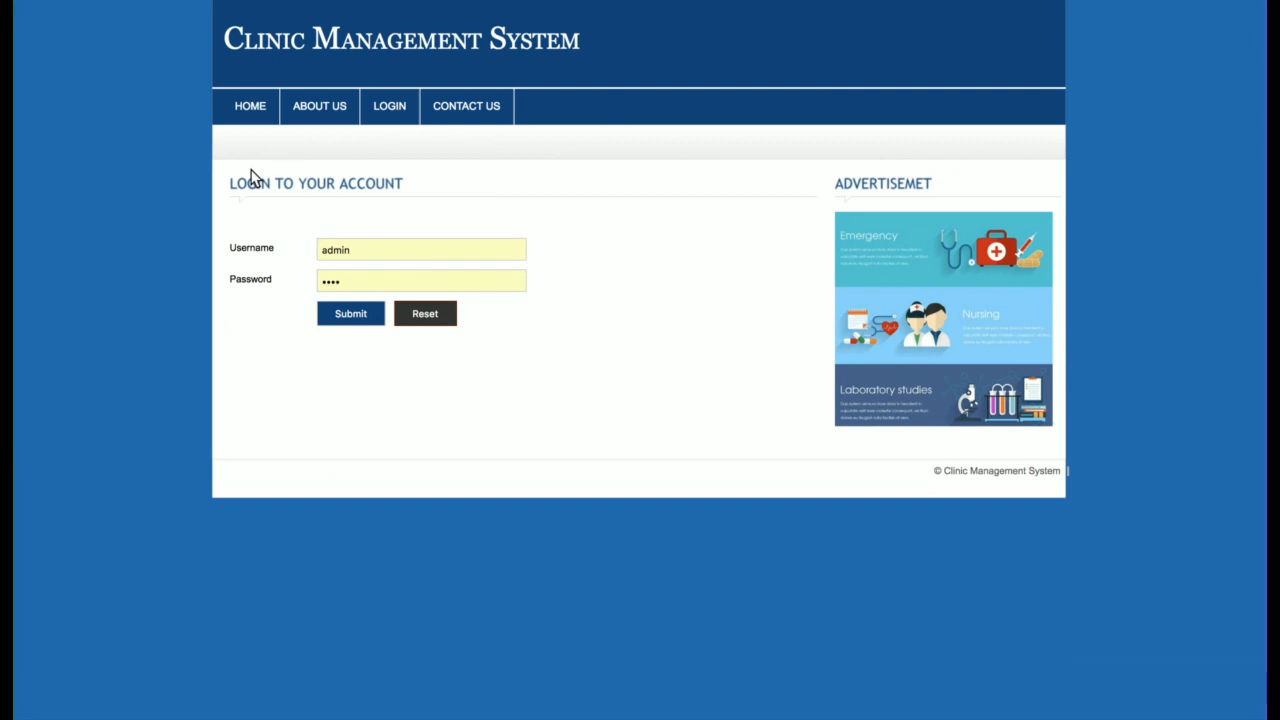 CLINIC MANAGEMENT SYSTEM
HOME
ABOUT US
LOGIN
CONTACT US
LOGIN TO YOUR ACCOUNT
ADVERTISEMET
Username
admin
Password
Submit
Reset
Emergency
Nursing
Laboratory studies
© Clinic Management System